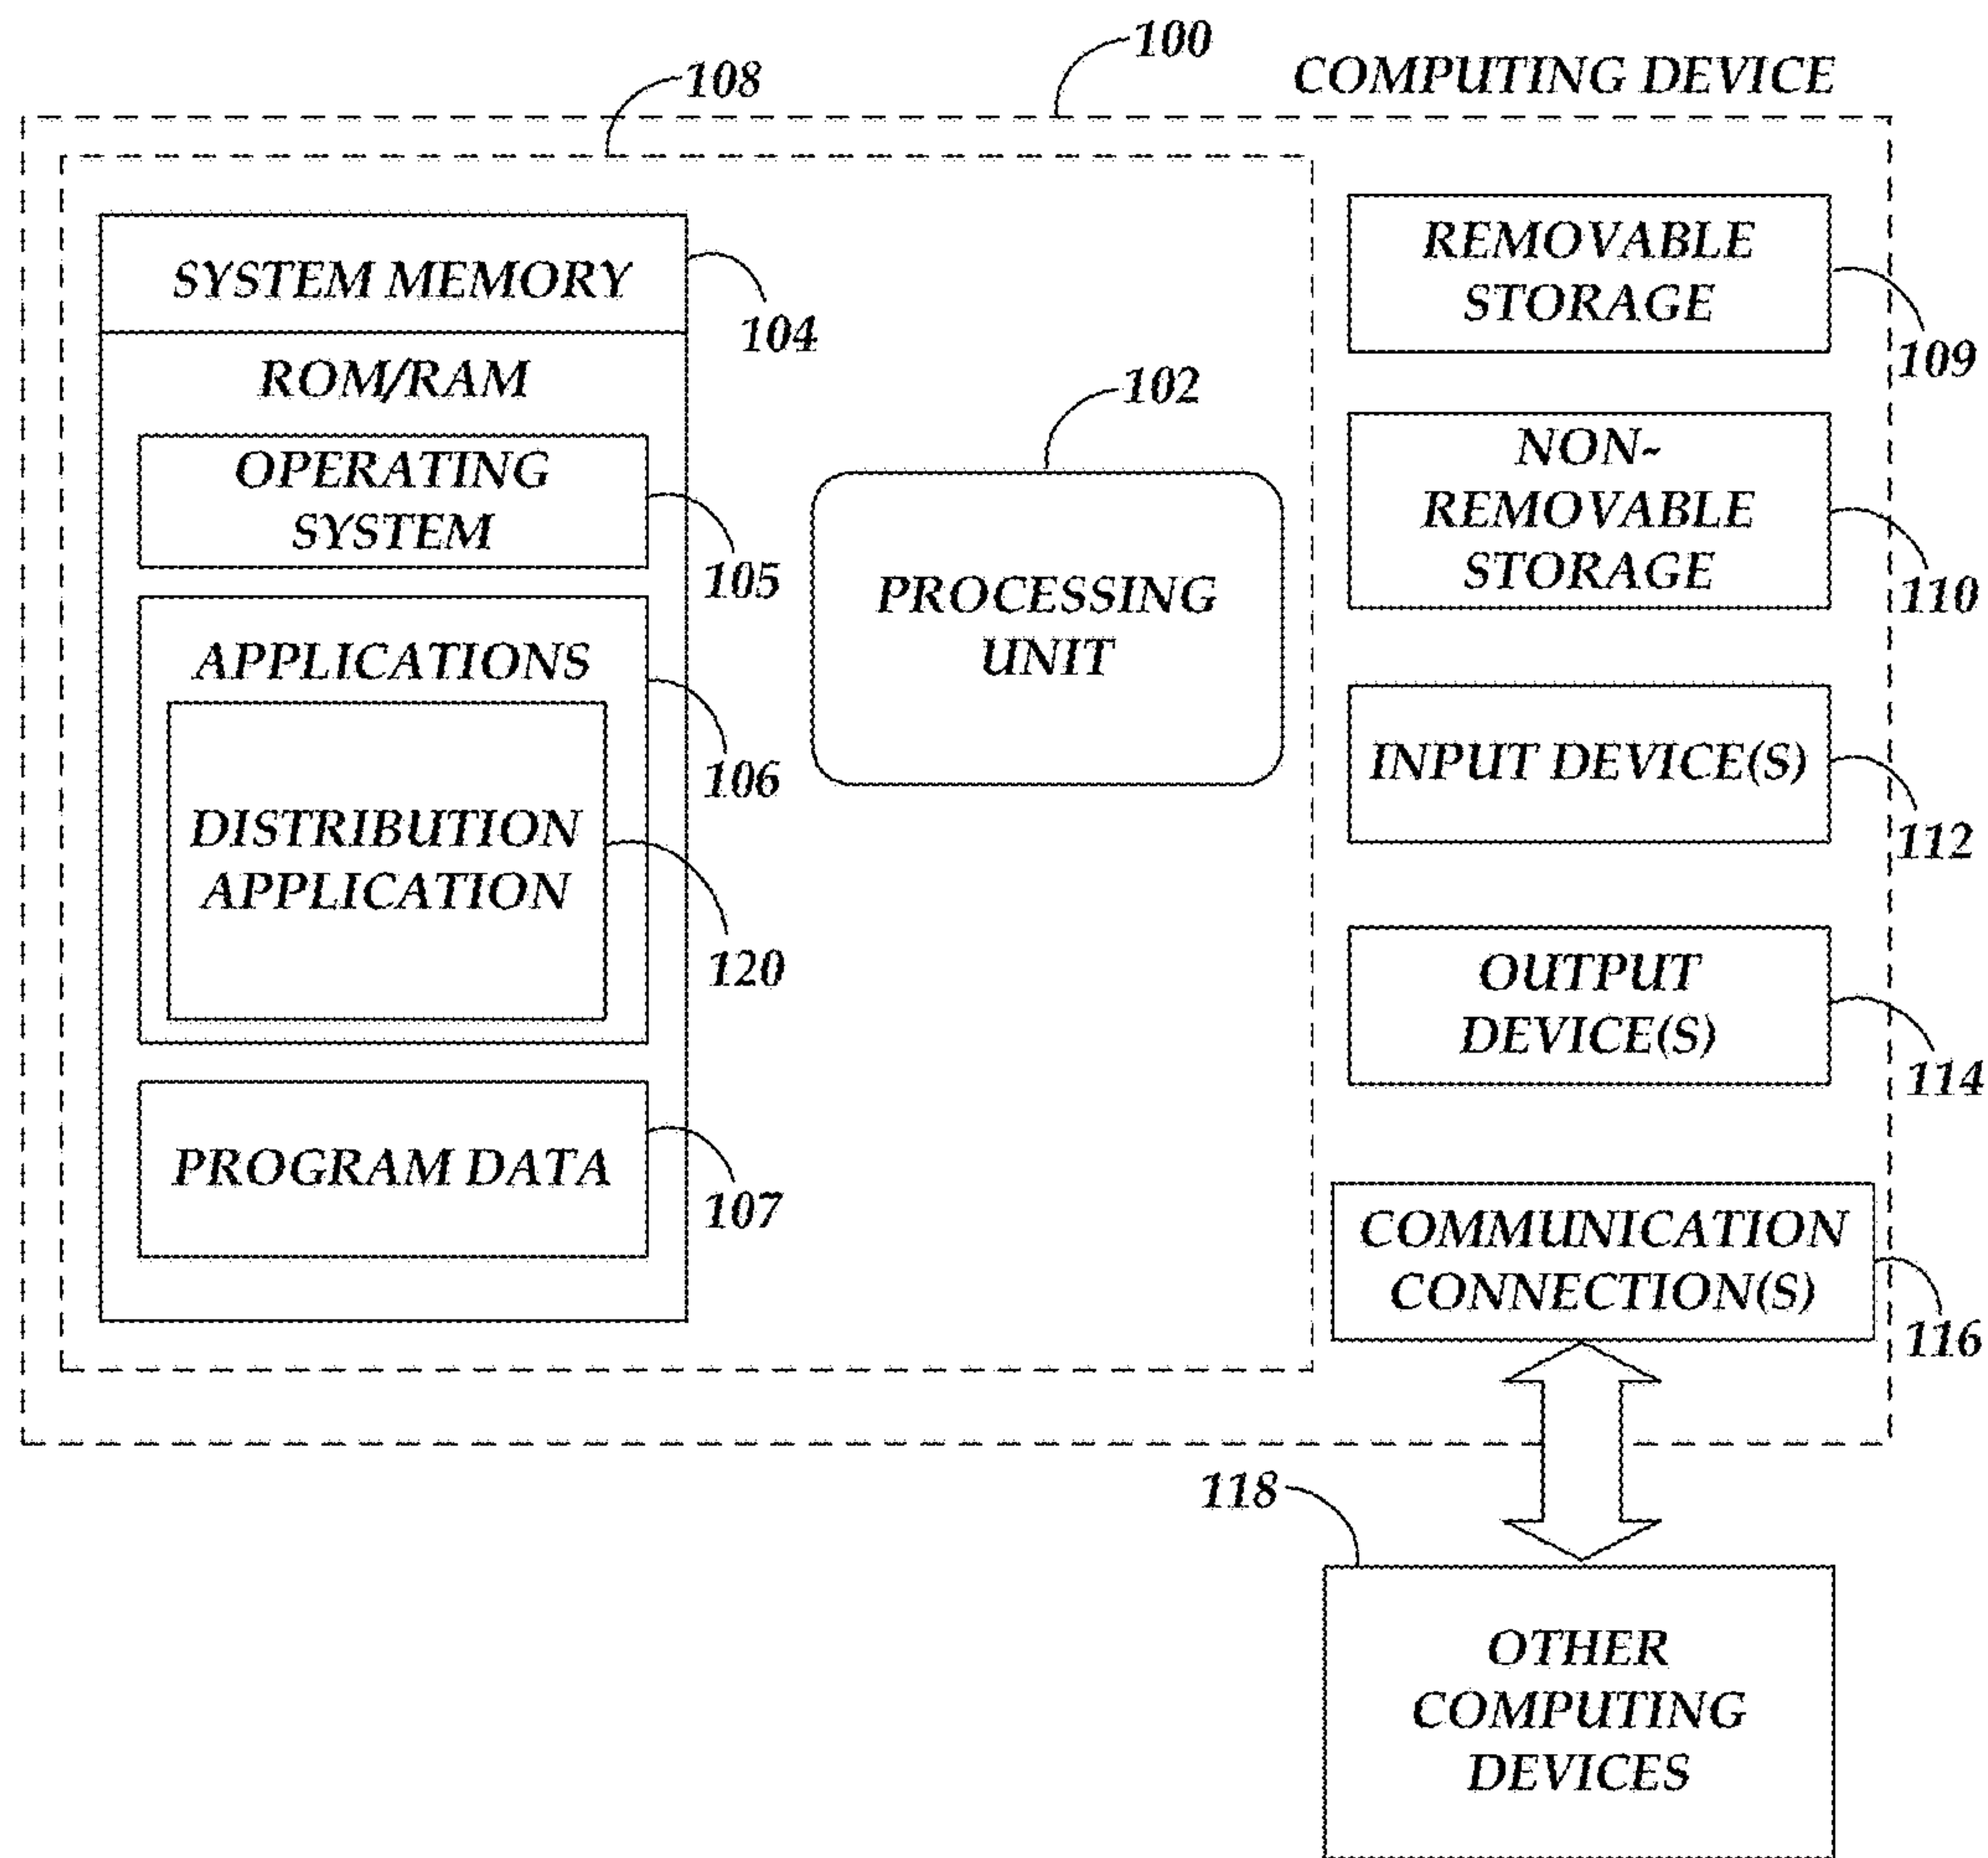 100
COMPUTING DEVICE
108
SYSTEM MEMORY
104
ROM/RAM
OPERATING
SYSTEM
105
APPLICATIONS
106
DISTRIBUTION
APPLICATION
120
PROGRAM DATA
107
102
PROCESSING
UNIT
REMOVABLE
STORAGE
109
NON-
REMOVABLE
STORAGE
110
INPUT DEVICE(S)
112
OUTPUT
DEVICE(S)
114
COMMUNICATION
CONNECTION(S)
116
118
OTHER
COMPUTING
DEVICES